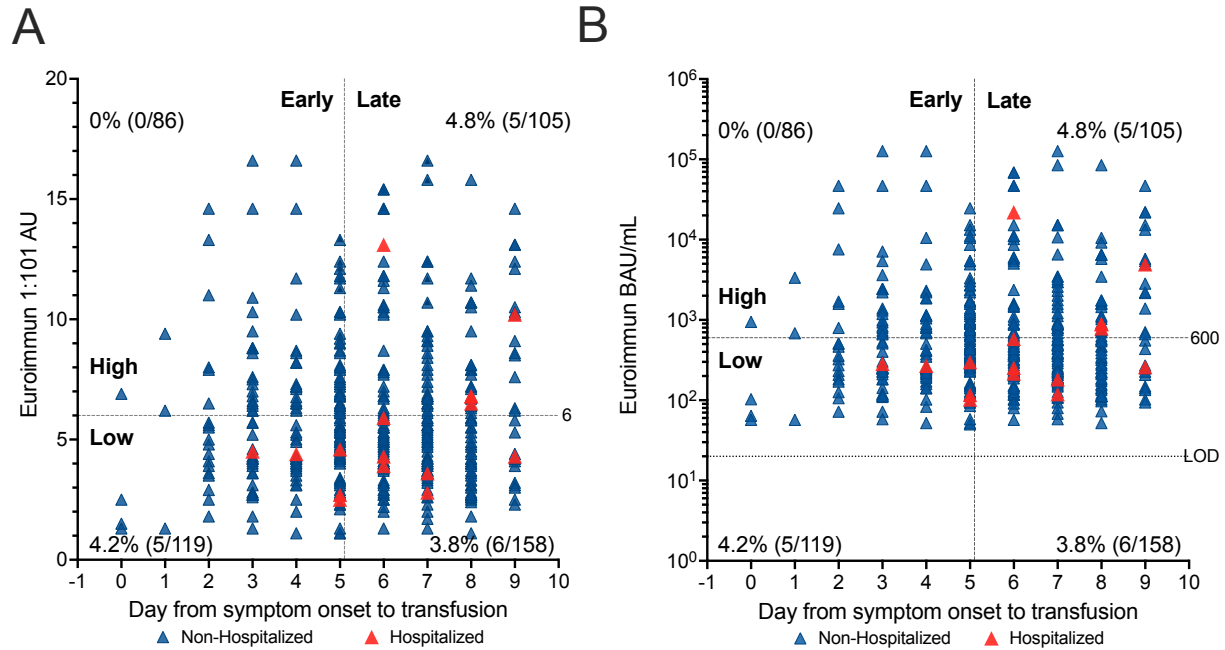 A
20
15
10
5
0
Euroimmun 1:101 AU
Early Late
0% (0/86)
4.8% (5/105)
High
Low
6
4.2% (5/119)
3.8% (6/158)
-1 0 1 2 3 4 5 6 7 8 9 10
Day from symptom onset to transfusion
Non-Hospitalized Hospitalized
B
10⁶
10⁵
10⁴
10³
10²
10¹
10⁰
Euroimmun BAU/mL
Early Late
0% (0/86)
4.8% (5/105)
High
Low
600
LOD
4.2% (5/119)
3.8% (6/158)
-1 0 1 2 3 4 5 6 7 8 9 10
Day from symptom onset to transfusion
Non-Hospitalized Hospitalized